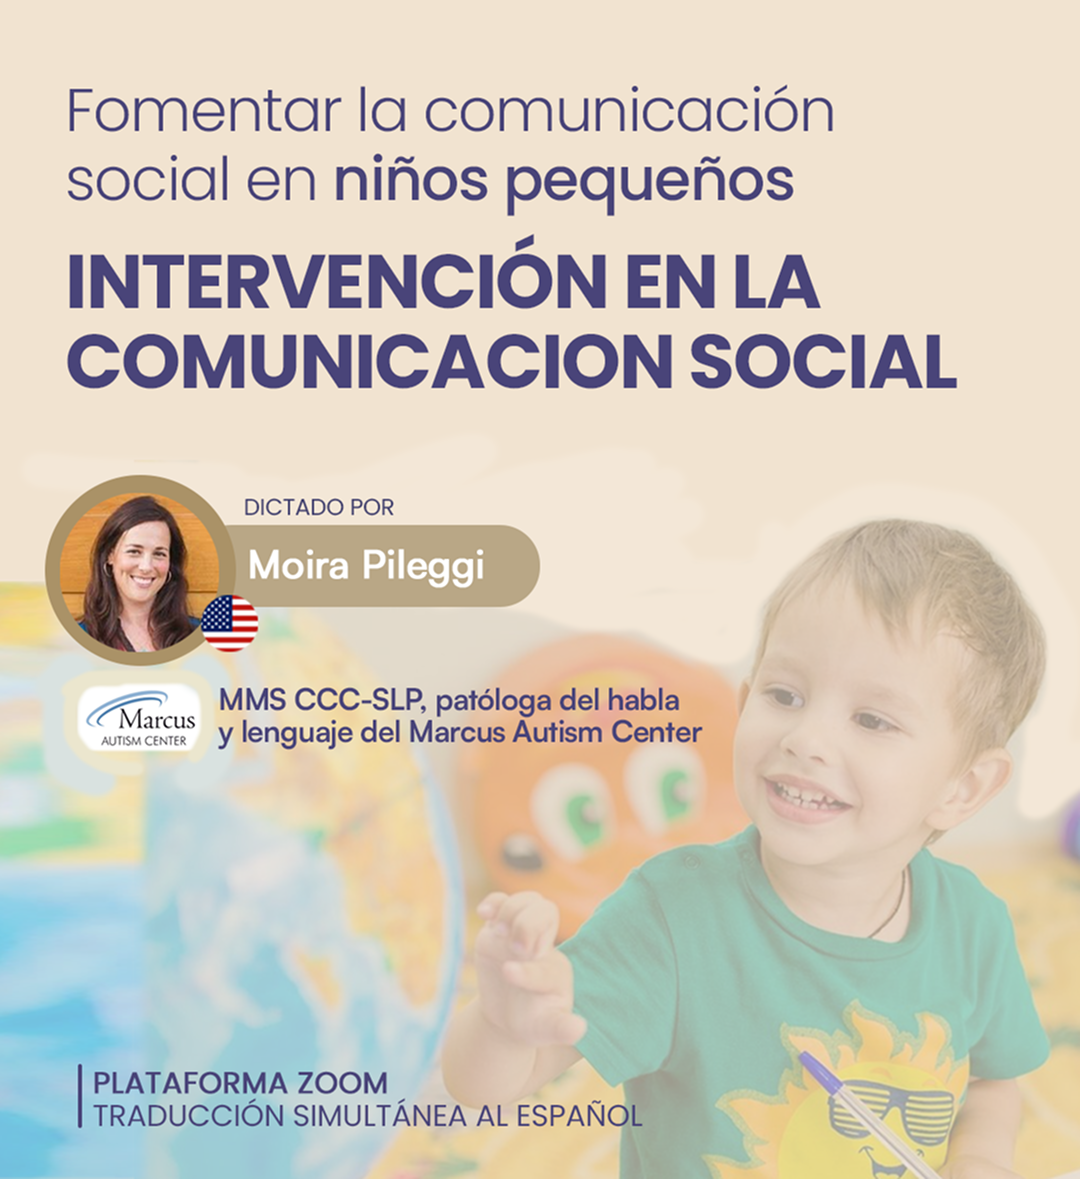 Fomentar la comunicación
social en niños pequeños
INTERVENCIÓN EN LA
COMUNICACION SOCIAL
DICTADO POR
Moira Pileggi
Marcus
AUTISM CENTER
MMS CCC-SLP, patóloga del habla
y lenguaje del Marcus Autism Center
PLATAFORMA ZOOM
TRADUCCIÓN SIMULTÁNEA AL ESPAÑOL